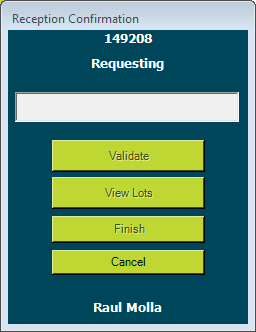 Reception Confirmation
149208
Requesting
Validate
View Lots
Finish
Cancel
Raul Molla